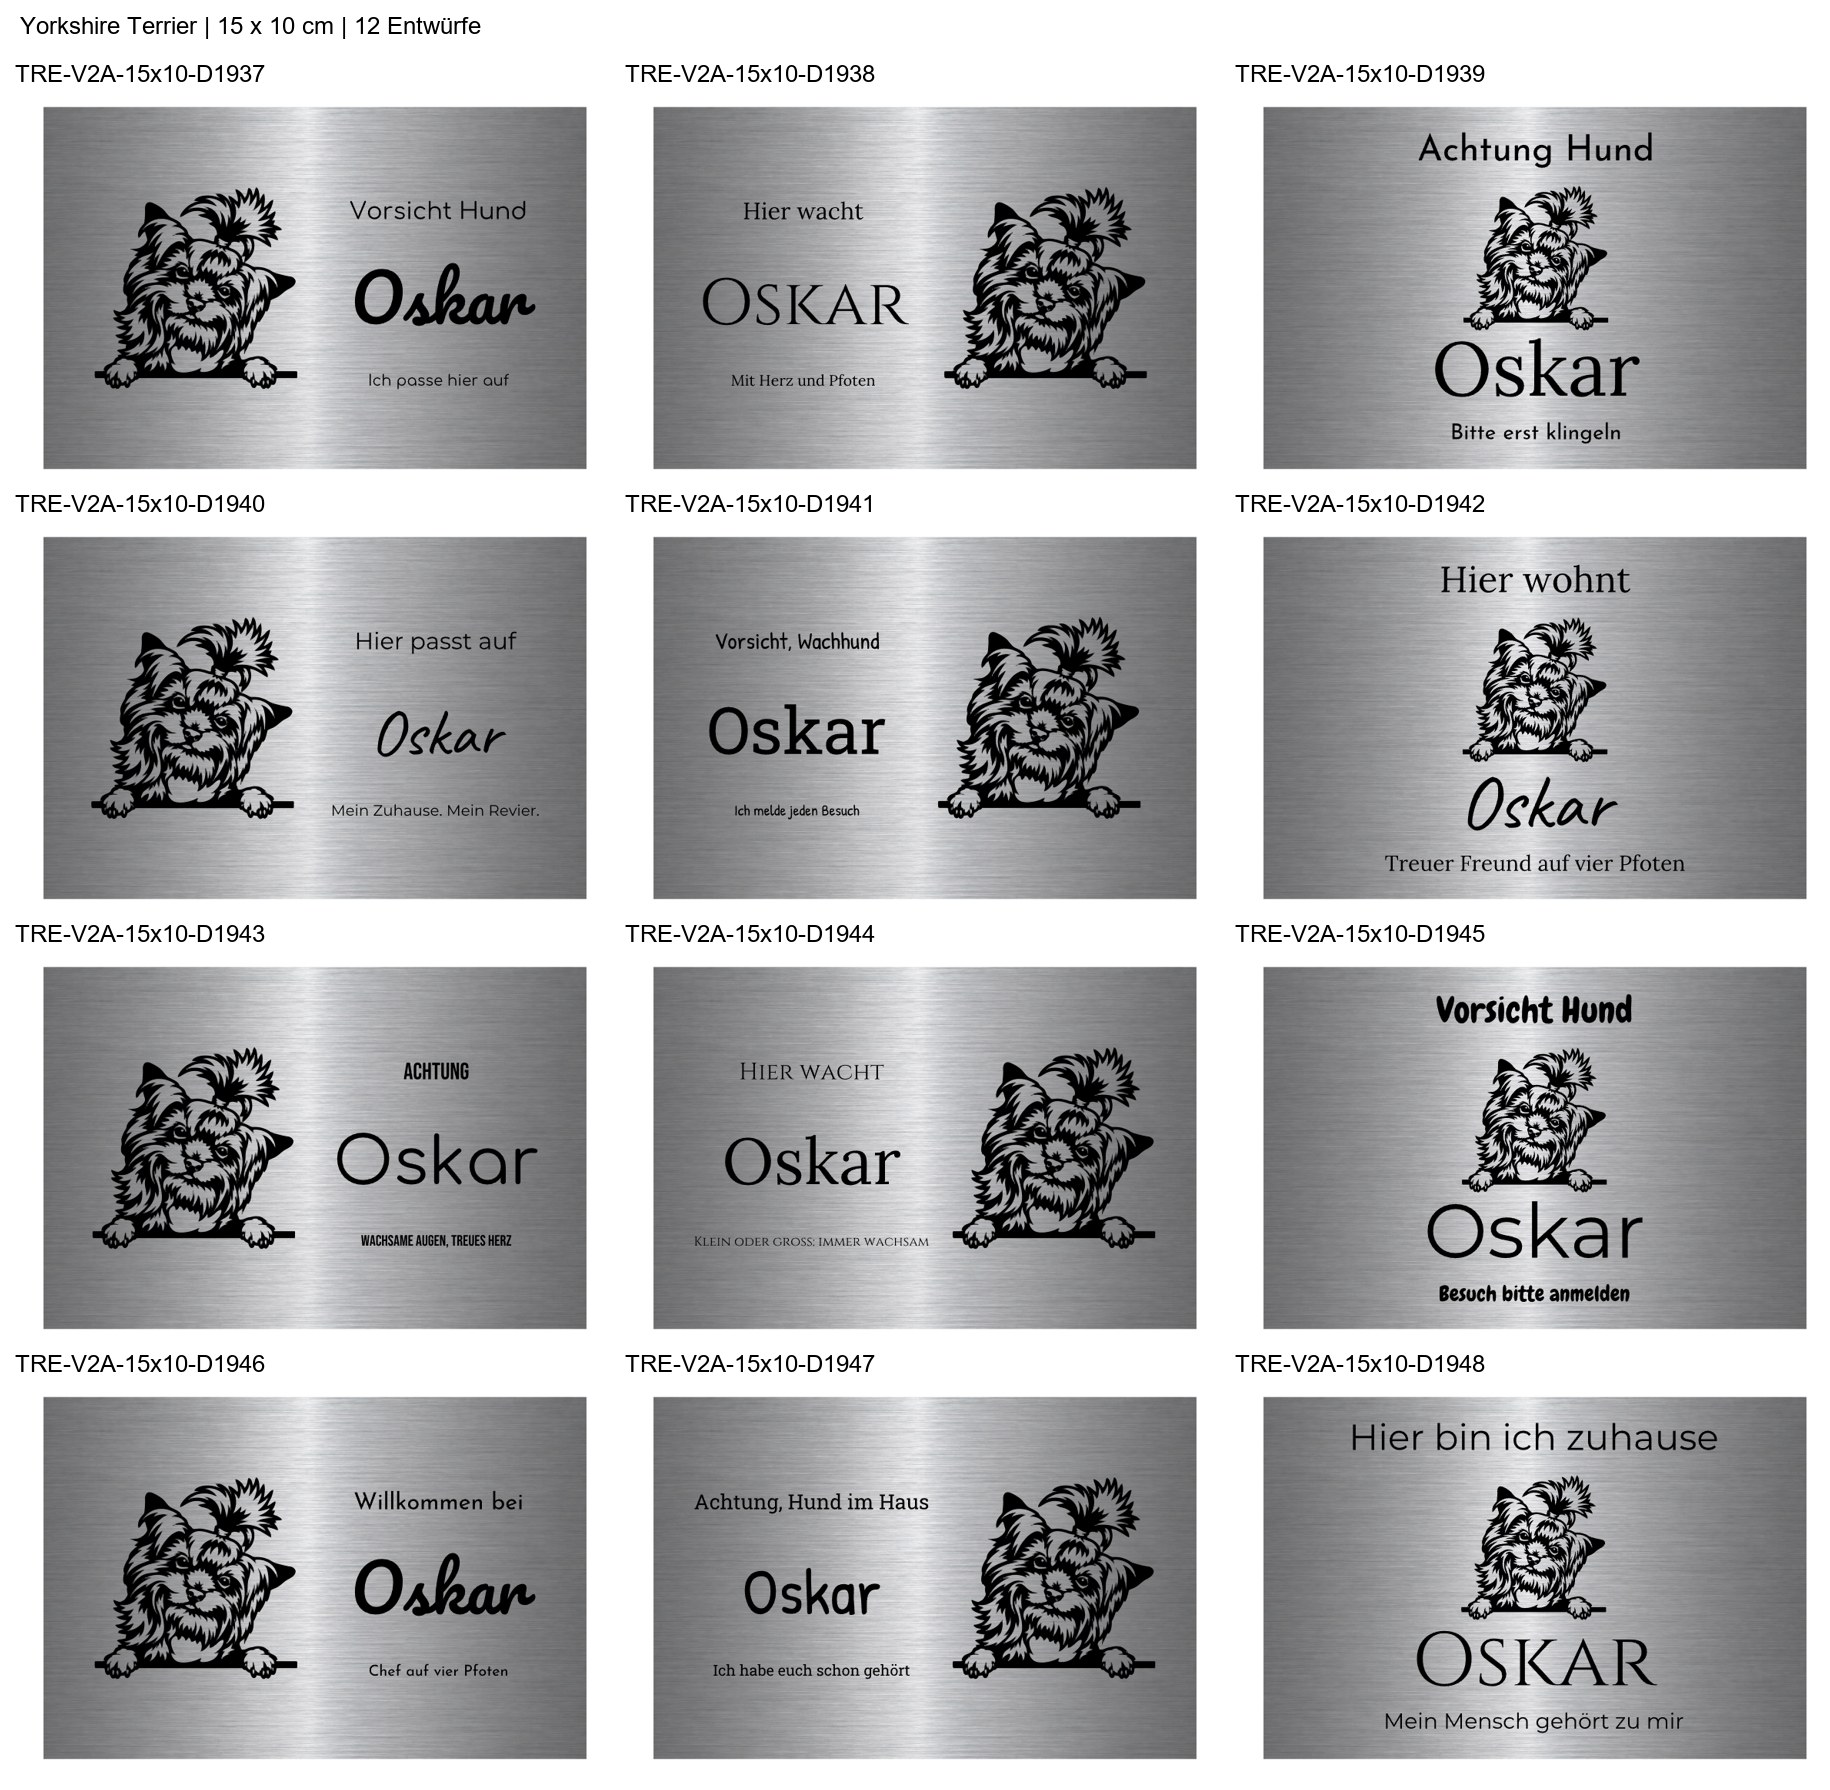 Yorkshire Terrier | 15 x 10 cm | 12 Entwürfe
TRE-V2A-15x10-D1937
Vorsicht Hund
Oskar
Ich passe hier auf
TRE-V2A-15x10-D1938
Hier wacht
OSKAR
Mit Herz und Pfoten
TRE-V2A-15x10-D1939
Achtung Hund
Oskar
Bitte erst klingeln
TRE-V2A-15x10-D1940
Hier passt auf
Oskar
Mein Zuhause. Mein Revier.
TRE-V2A-15x10-D1941
Vorsicht, Wachhund
Oskar
Ich melde jeden Besuch
TRE-V2A-15x10-D1942
Hier wohnt
Oskar
Treuer Freund auf vier Pfoten
TRE-V2A-15x10-D1943
ACHTUNG
Oskar
WACHSAME AUGEN, TREUES HERZ
TRE-V2A-15x10-D1944
HIER WACHT
Oskar
KLEIN ODER GROSS: IMMER WACHSAM
TRE-V2A-15x10-D1945
Vorsicht Hund
Oskar
Besuch bitte anmelden
TRE-V2A-15x10-D1946
Willkommen bei
Oskar
Chef auf vier Pfoten
TRE-V2A-15x10-D1947
Achtung, Hund im Haus
Oskar
Ich habe euch schon gehört
TRE-V2A-15x10-D1948
Hier bin ich zuhause
OSKAR
Mein Mensch gehört zu mir